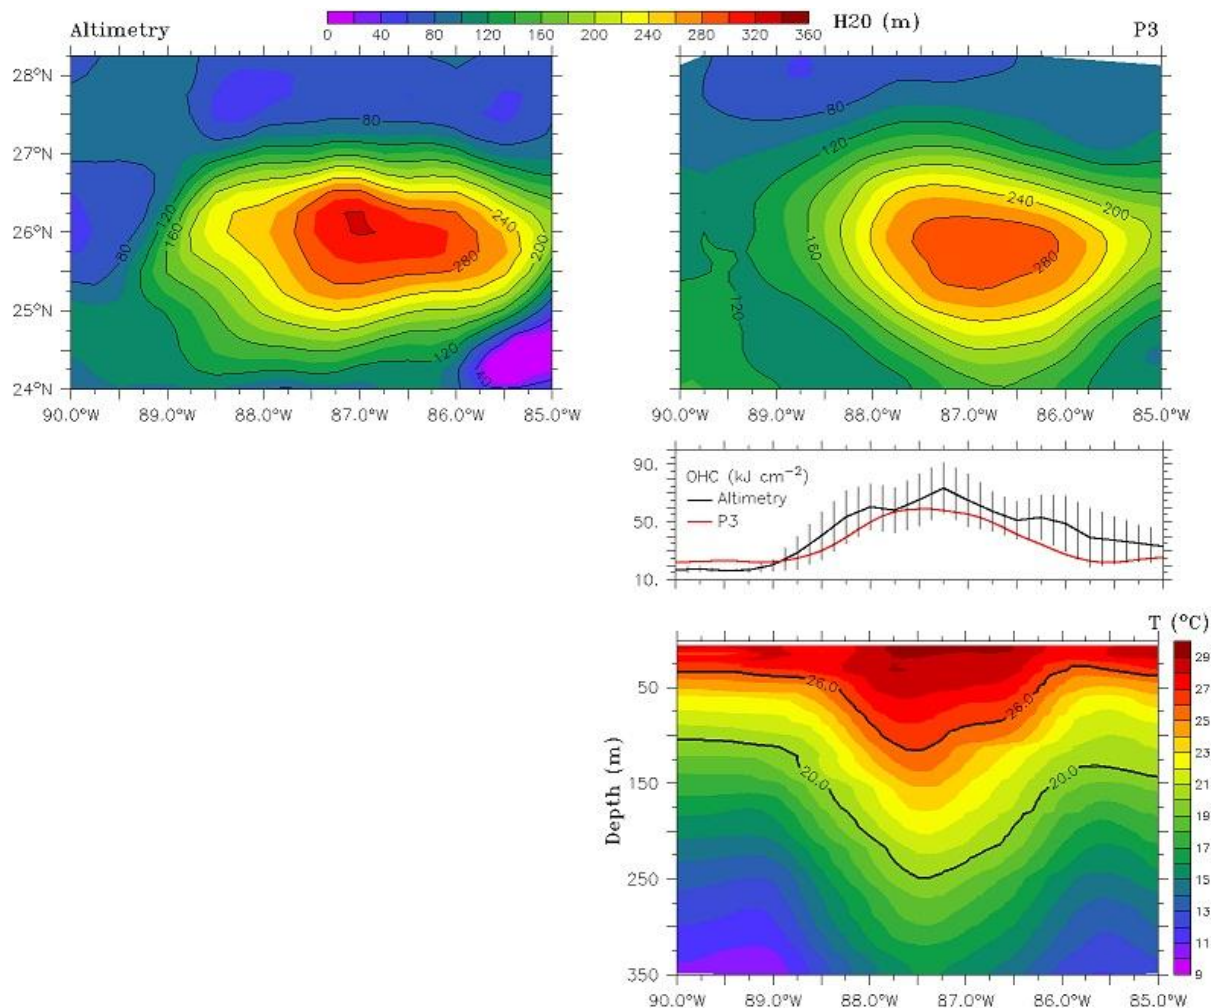 Altimetry
H20 (m)
P3
0 40 80 120 160 200 240 280 320 360
28°N
27°N
26°N
25°N
24°N
80
120
160
80
240
200
280
120
40
90.0°W 89.0°W 88.0°W 87.0°W 86.0°W 85.0°W
80
120
240
200
160
280
120
90.0°W 89.0°W 88.0°W 87.0°W 86.0°W 85.0°W
90.
50.
10.
OHC (kJ cm⁻²)
Altimetry
P3
T (°C)
Depth (m)
50
150
250
350
26.0
26.0
20.0
20.0
29
27
25
23
21
19
17
15
13
11
9
90.0°W 89.0°W 88.0°W 87.0°W 86.0°W 85.0°W